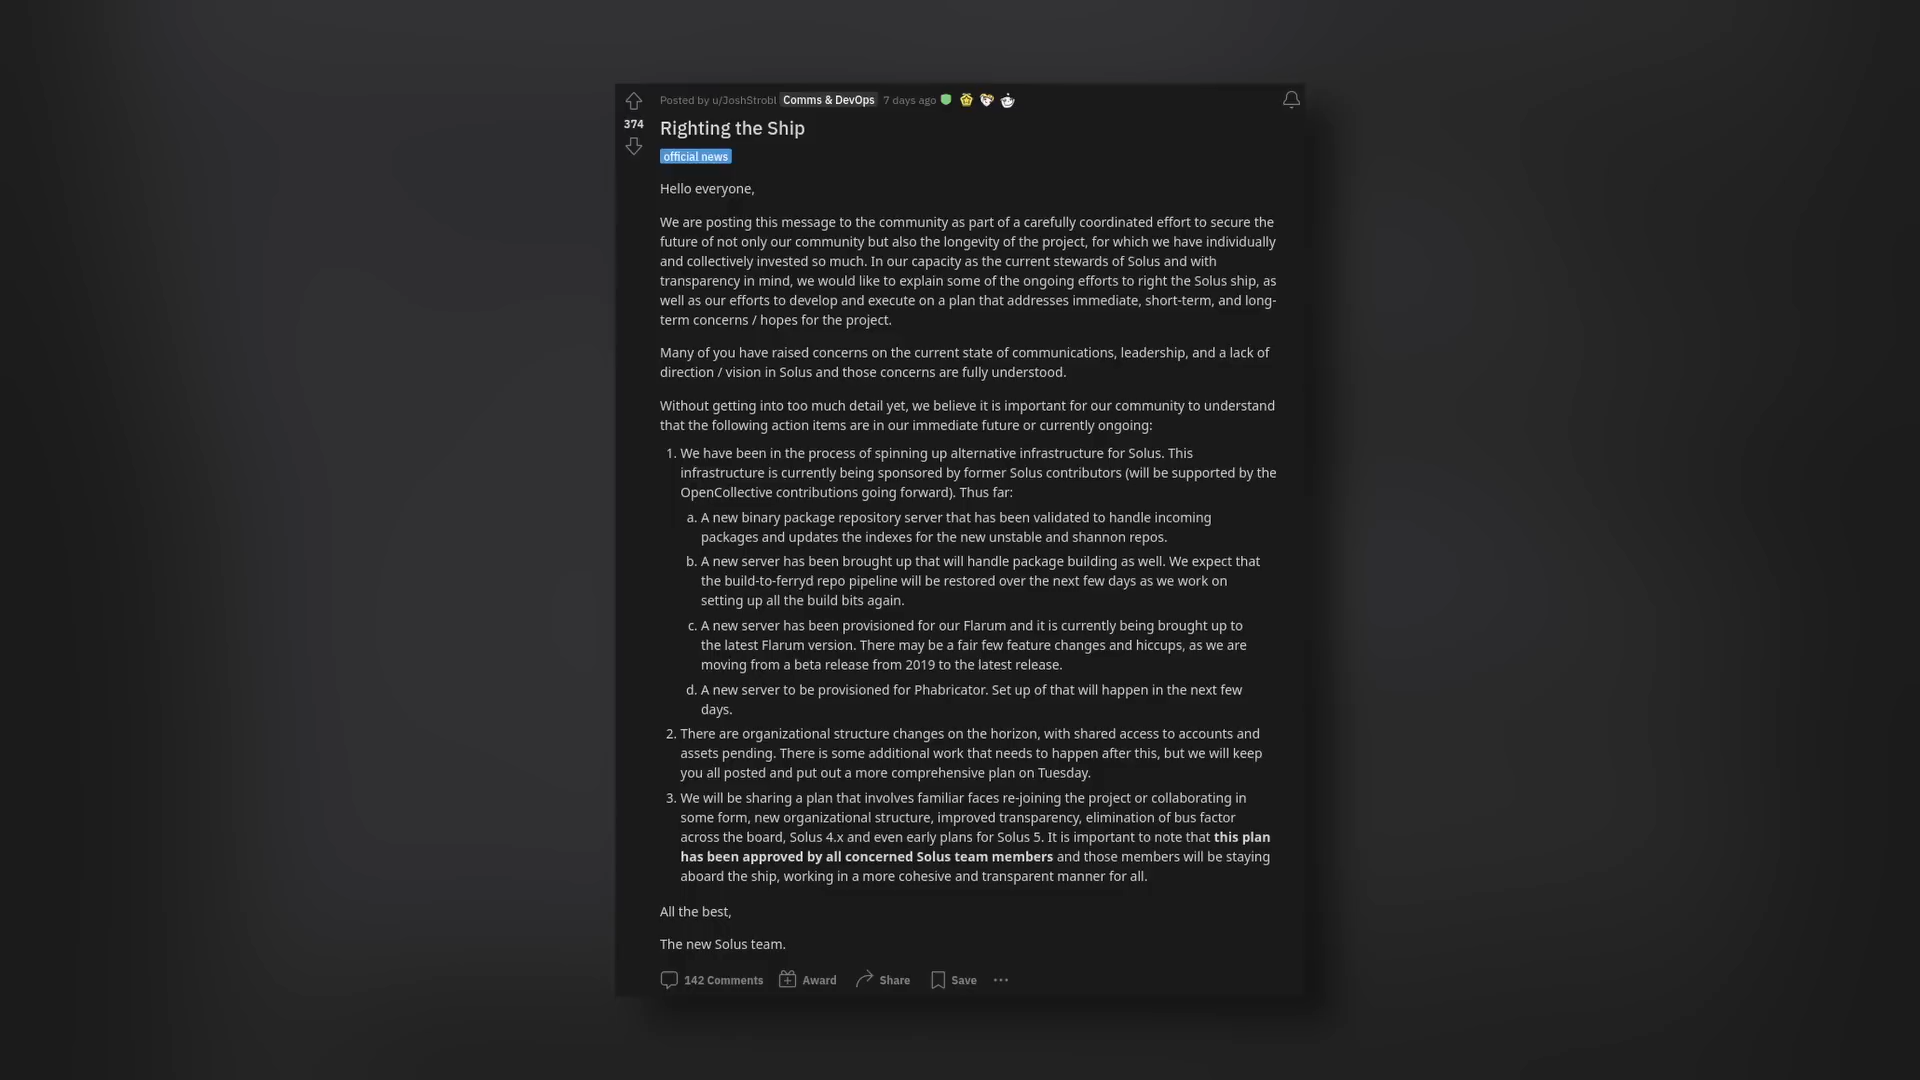 Posted by u/JoshStrobl Comms & DevOps 7 days ago
374
Righting the Ship
official news
Hello everyone,
We are posting this message to the community as part of a carefully coordinated effort to secure the
future of not only our community but also the longevity of the project, for which we have individually
and collectively invested so much. In our capacity as the current stewards of Solus and with
transparency in mind, we would like to explain some of the ongoing efforts to right the Solus ship, as
well as our efforts to develop and execute on a plan that addresses immediate, short-term, and long-
term concerns / hopes for the project.
Many of you have raised concerns on the current state of communications, leadership, and a lack of
direction / vision in Solus and those concerns are fully understood.
Without getting into too much detail yet, we believe it is important for our community to understand
that the following action items are in our immediate future or currently ongoing:
1. We have been in the process of spinning up alternative infrastructure for Solus. This
infrastructure is currently being sponsored by former Solus contributors (will be supported by the
OpenCollective contributions going forward). Thus far:
a. A new binary package repository server that has been validated to handle incoming
packages and updates the indexes for the new unstable and shannon repos.
b. A new server has been brought up that will handle package building as well. We expect that
the build-to-ferryd repo pipeline will be restored over the next few days as we work on
setting up all the build bits again.
c. A new server has been provisioned for our Flarum and it is currently being brought up to
the latest Flarum version. There may be a fair few feature changes and hiccups, as we are
moving from a beta release from 2019 to the latest release.
d. A new server to be provisioned for Phabricator. Set up of that will happen in the next few
days.
2. There are organizational structure changes on the horizon, with shared access to accounts and
assets pending. There is some additional work that needs to happen after this, but we will keep
you all posted and put out a more comprehensive plan on Tuesday.
3. We will be sharing a plan that involves familiar faces re-joining the project or collaborating in
some form, new organizational structure, improved transparency, elimination of bus factor
across the board, Solus 4.x and even early plans for Solus 5. It is important to note that this plan
has been approved by all concerned Solus team members and those members will be staying
aboard the ship, working in a more cohesive and transparent manner for all.
All the best,
The new Solus team.
142 Comments Award Share Save